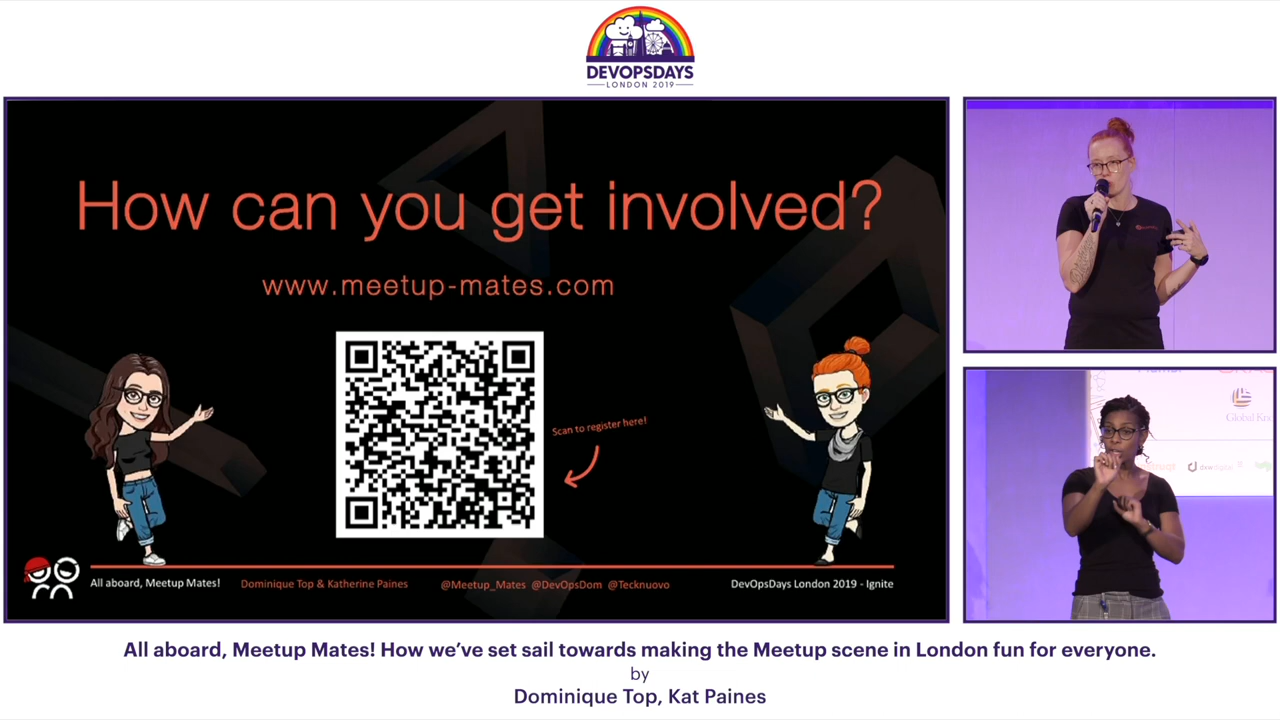 DEVOPSDAYS
LONDON 2019
How can you get involved?
www.meetup-mates.com
Scan to register here!
All aboard, Meetup Mates!
Dominique Top & Katherine Paines
@Meetup_Mates @DevOpsDom @Tecknuovo
DevOpsDays London 2019 - Ignite
All aboard, Meetup Mates! How we’ve set sail towards making the Meetup scene in London fun for everyone.
by
Dominique Top, Kat Paines